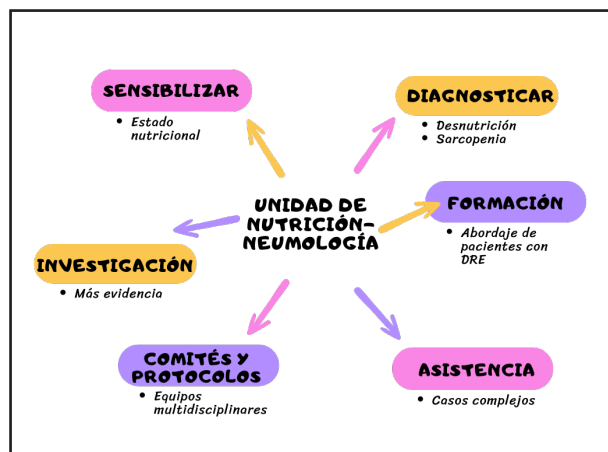 SENSIBILIZAR
• Estado
nutricional
DIAGNOSTICAR
• Desnutrición
• Sarcopenia
UNIDAD DE
NUTRICIÓN-
NEUMOLOGÍA
FORMACIÓN
• Abordaje de
pacientes con
DRE
INVESTIGACIÓN
• Más evidencia
COMITÉS Y
PROTOCOLOS
• Equipos
multidisciplinares
ASISTENCIA
• Casos complejos